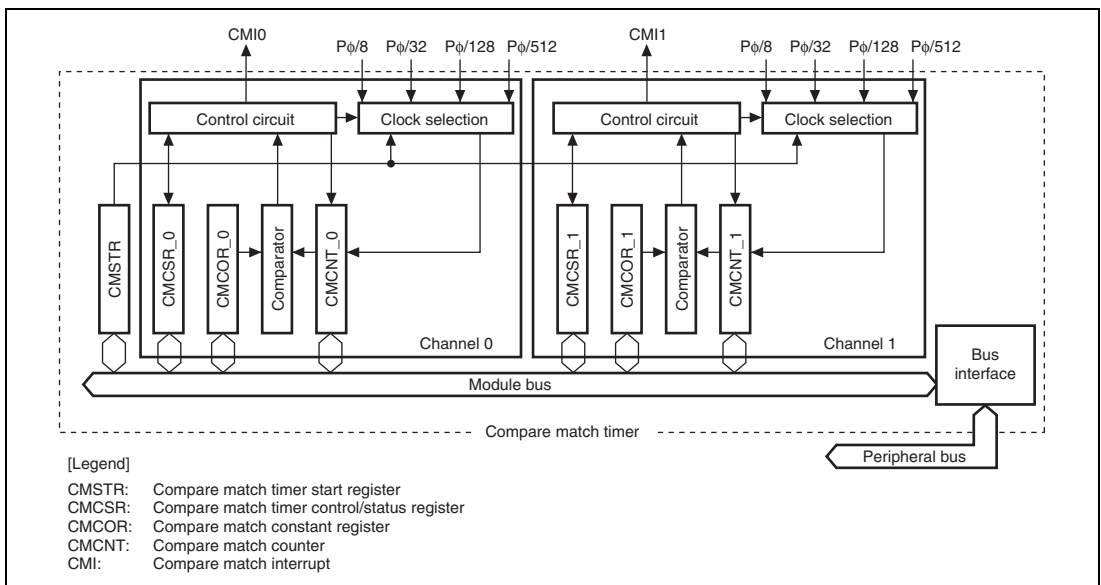 CMI0 Pϕ/8 Pϕ/32 Pϕ/128 Pϕ/512 CMI1 Pϕ/8 Pϕ/32 Pϕ/128 Pϕ/512
Control circuit Clock selection Control circuit Clock selection
CMSTR
CMCSR_0
CMCOR_0
Comparator
CMCNT_0
CMCSR_1
CMCOR_1
Comparator
CMCNT_1
Channel 0
Channel 1
Bus
interface
Module bus
Compare match timer
Peripheral bus
[Legend]
CMSTR: Compare match timer start register
CMCSR: Compare match timer control/status register
CMCOR: Compare match constant register
CMCNT: Compare match counter
CMI: Compare match interrupt